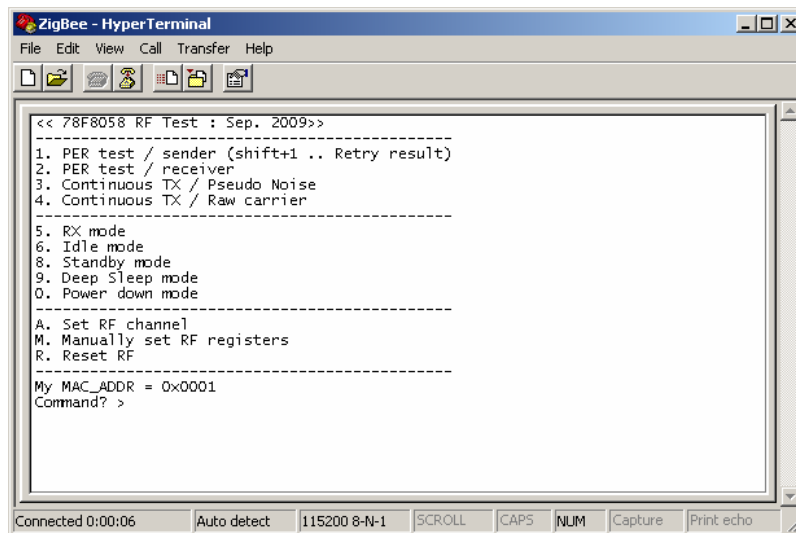 ZigBee - HyperTerminal
File Edit View Call Transfer Help
<< 78F8058 RF Test : Sep. 2009>>
----------------------------------------------------
1. PER test / sender (shift+1 .. Retry result)
2. PER test / receiver
3. Continuous TX / Pseudo Noise
4. Continuous TX / Raw carrier
----------------------------------------------------
5. RX mode
6. Idle mode
8. Standby mode
9. Deep Sleep mode
0. Power down mode
----------------------------------------------------
A. Set RF channel
M. Manually set RF registers
R. Reset RF
----------------------------------------------------
My MAC_ADDR = 0x0001
Command? >
Connected 0:00:06 Auto detect 115200 8-N-1 SCROLL CAPS NUM Capture Print echo